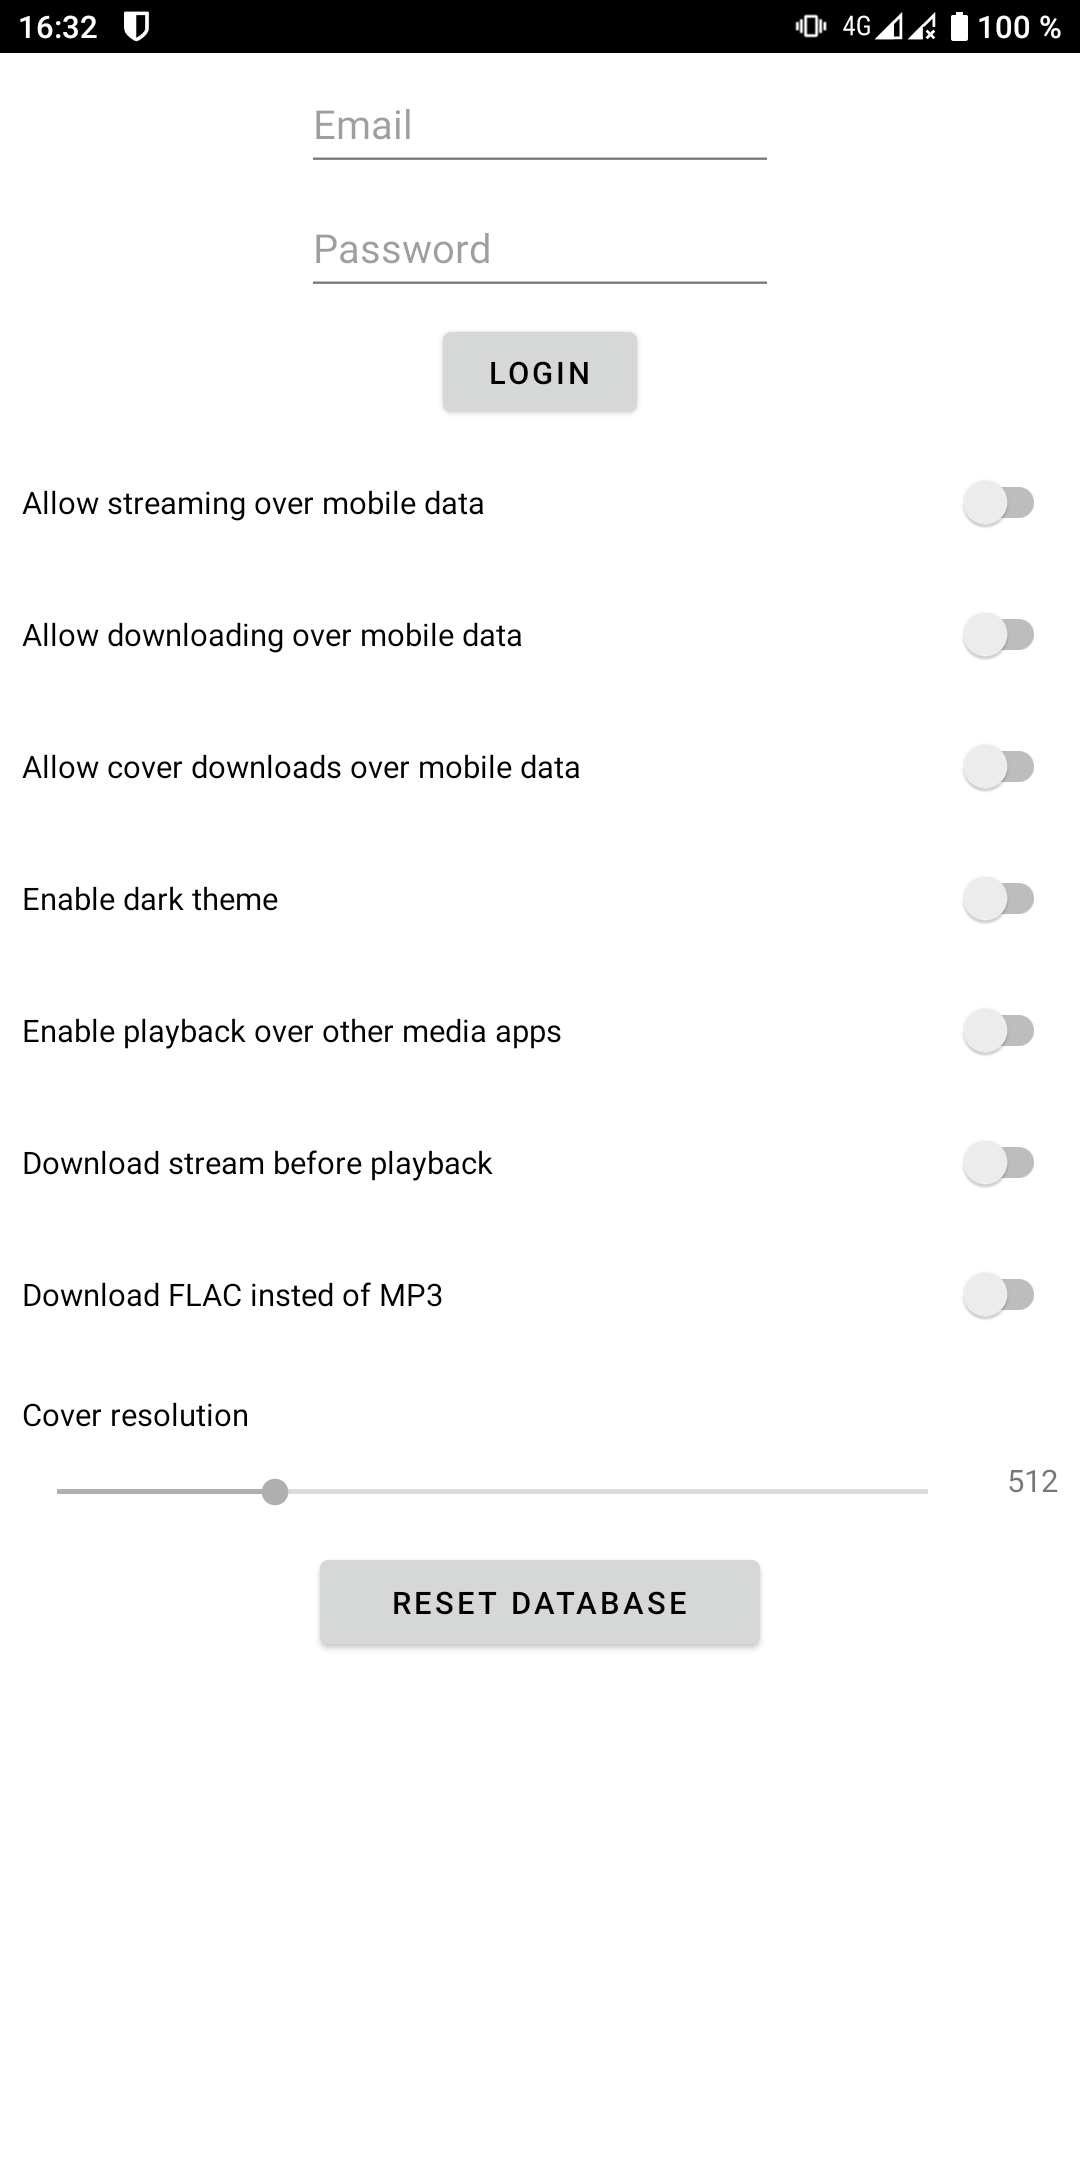 16:32 4G 100 %
Email
Password
LOGIN
Allow streaming over mobile data
Allow downloading over mobile data
Allow cover downloads over mobile data
Enable dark theme
Enable playback over other media apps
Download stream before playback
Download FLAC insted of MP3
Cover resolution
512
RESET DATABASE